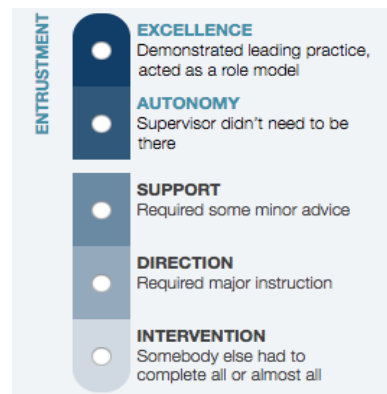 ENTRUSTMENT
EXCELLENCE
Demonstrated leading practice,
acted as a role model
AUTONOMY
Supervisor didn't need to be
there
SUPPORT
Required some minor advice
DIRECTION
Required major instruction
INTERVENTION
Somebody else had to
complete all or almost all